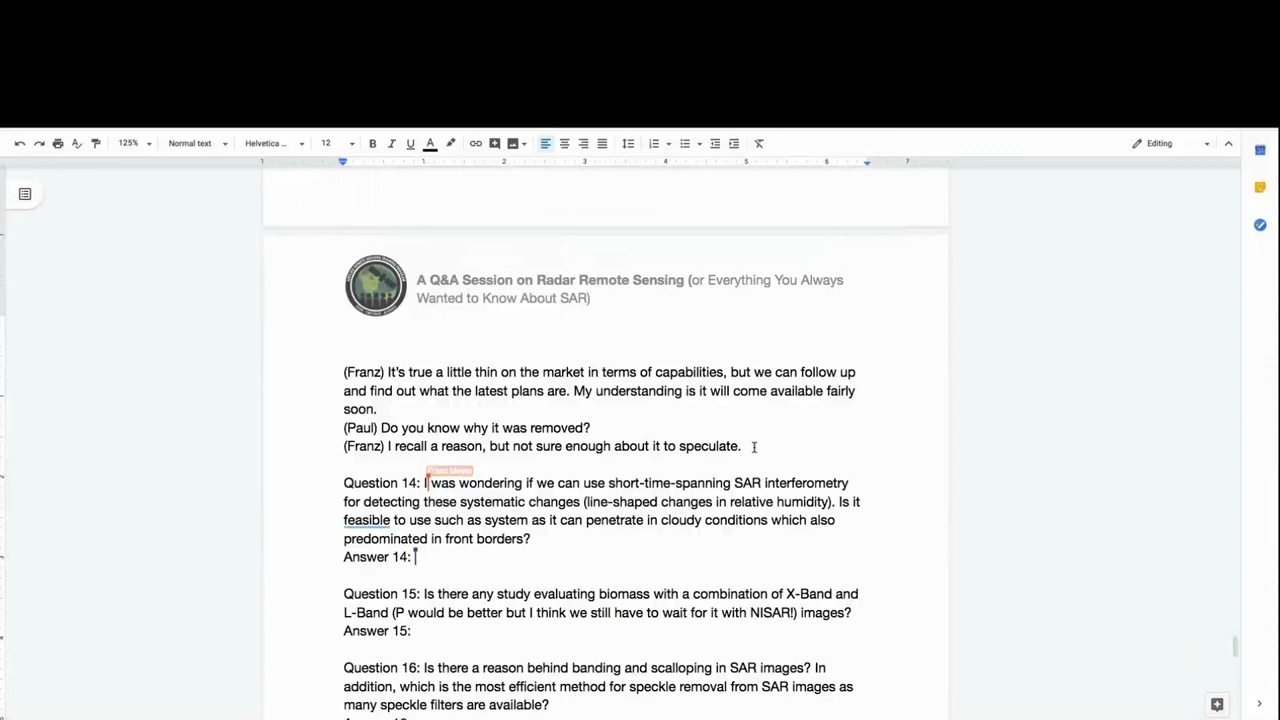 125% Normal text Helvetica ... 12 Editing
1 1 2 3 4 5 6 7
A Q&A Session on Radar Remote Sensing (or Everything You Always
Wanted to Know About SAR)
(Franz) It's true a little thin on the market in terms of capabilities, but we can follow up
and find out what the latest plans are. My understanding is it will come available fairly
soon.
(Paul) Do you know why it was removed?
(Franz) I recall a reason, but not sure enough about it to speculate.
Question 14: I was wondering if we can use short-time-spanning SAR interferometry
for detecting these systematic changes (line-shaped changes in relative humidity). Is it
feasible to use such as system as it can penetrate in cloudy conditions which also
predominated in front borders?
Answer 14:
Question 15: Is there any study evaluating biomass with a combination of X-Band and
L-Band (P would be better but I think we still have to wait for it with NISAR!) images?
Answer 15:
Question 16: Is there a reason behind banding and scalloping in SAR images? In
addition, which is the most efficient method for speckle removal from SAR images as
many speckle filters are available?